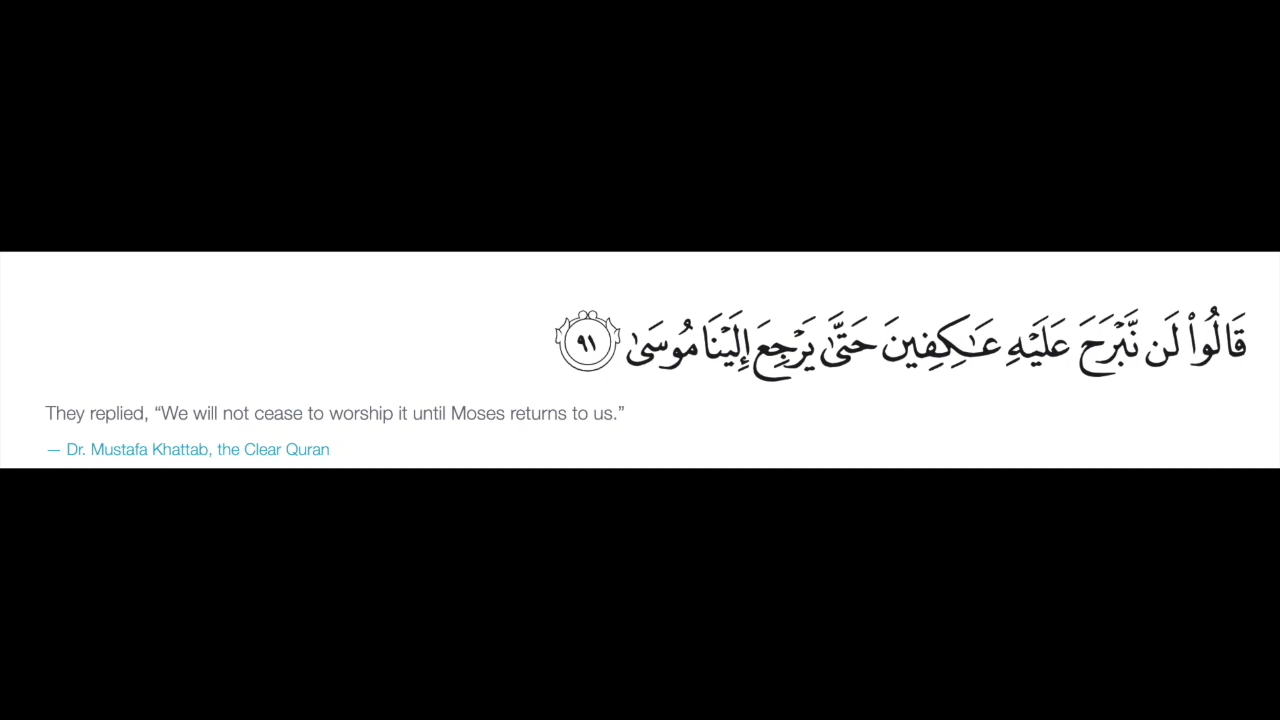 قَالُوا۟ لَن نَّبْرَحَ عَلَيْهِ عَـٰكِفِينَ حَتَّىٰ يَرْجِعَ إِلَيْنَا مُوسَىٰ ٩١
They replied, “We will not cease to worship it until Moses returns to us.”
— Dr. Mustafa Khattab, the Clear Quran